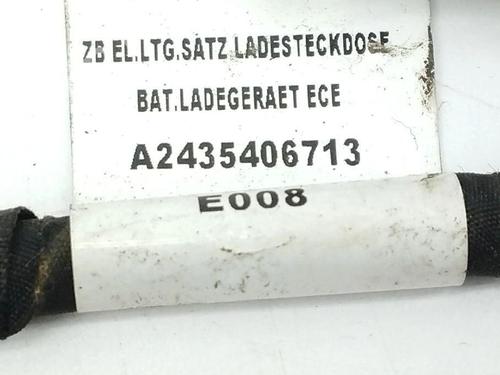 ZB EL.LTG.SATZ LADESTECKDOSE
BAT.LADEGERAET ECE
A2435406713
E008